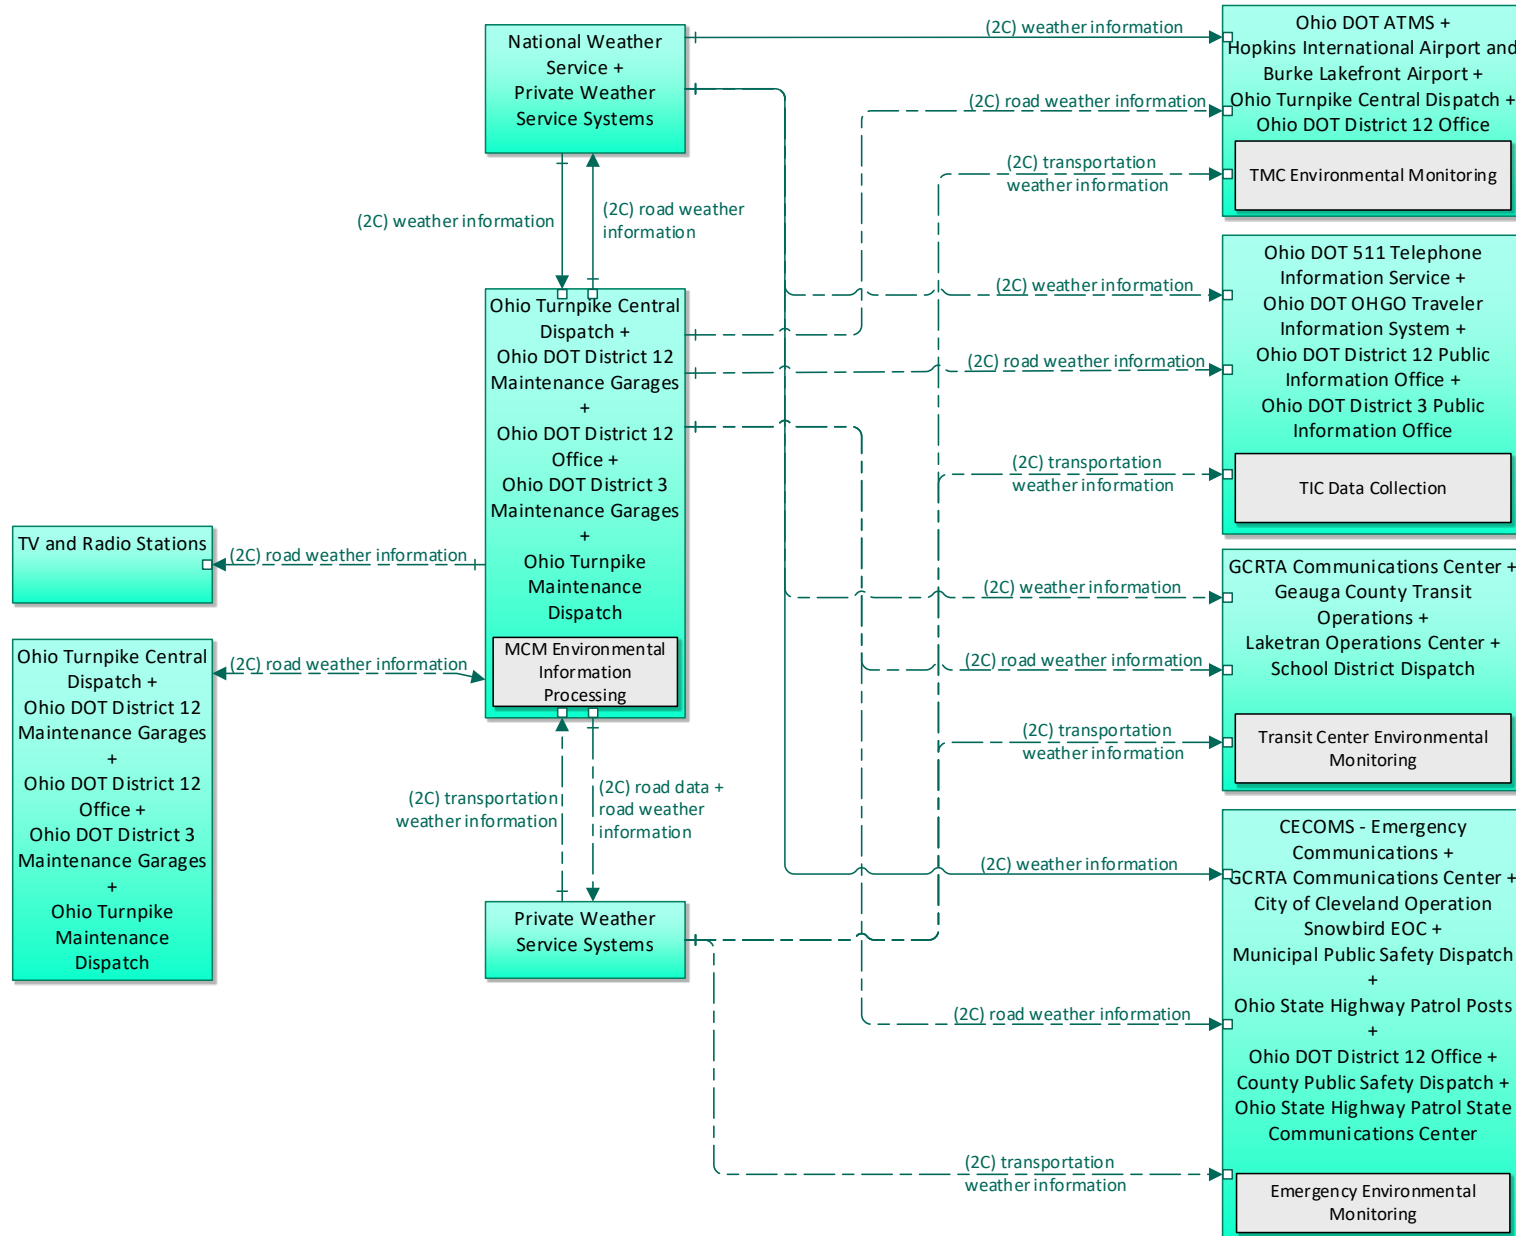 National Weather
Service +
Private Weather
Service Systems
(2C) weather information
(2C) road weather
information
Ohio Turnpike Central
Dispatch +
Ohio DOT District 12
Maintenance Garages
+
Ohio DOT District 12
Office +
Ohio DOT District 3
Maintenance Garages
+
Ohio Turnpike
Maintenance
Dispatch
MCM Environmental
Information
Processing
TV and Radio Stations
(2C) road weather information
Ohio Turnpike Central
Dispatch +
Ohio DOT District 12
Maintenance Garages
+
Ohio DOT District 12
Office +
Ohio DOT District 3
Maintenance Garages
+
Ohio Turnpike
Maintenance
Dispatch
(2C) road weather information
(2C) transportation
weather information
(2C) road data +
road weather
information
Private Weather
Service Systems
(2C) weather information
(2C) road weather information
(2C) transportation
weather information
Ohio DOT ATMS +
Hopkins International Airport and
Burke Lakefront Airport +
Ohio Turnpike Central Dispatch +
Ohio DOT District 12 Office
TMC Environmental Monitoring
(2C) weather information
(2C) road weather information
(2C) transportation
weather information
Ohio DOT 511 Telephone
Information Service +
Ohio DOT OHGO Traveler
Information System +
Ohio DOT District 12 Public
Information Office +
Ohio DOT District 3 Public
Information Office
TIC Data Collection
(2C) weather information
(2C) road weather information
(2C) transportation
weather information
GCRTA Communications Center +
Geauga County Transit
Operations +
Laketran Operations Center +
School District Dispatch
Transit Center Environmental
Monitoring
(2C) weather information
(2C) road weather information
(2C) transportation
weather information
CECOMS - Emergency
Communications +
GCRTA Communications Center +
City of Cleveland Operation
Snowbird EOC +
Municipal Public Safety Dispatch
+
Ohio State Highway Patrol Posts
+
Ohio DOT District 12 Office +
County Public Safety Dispatch +
Ohio State Highway Patrol State
Communications Center
Emergency Environmental
Monitoring